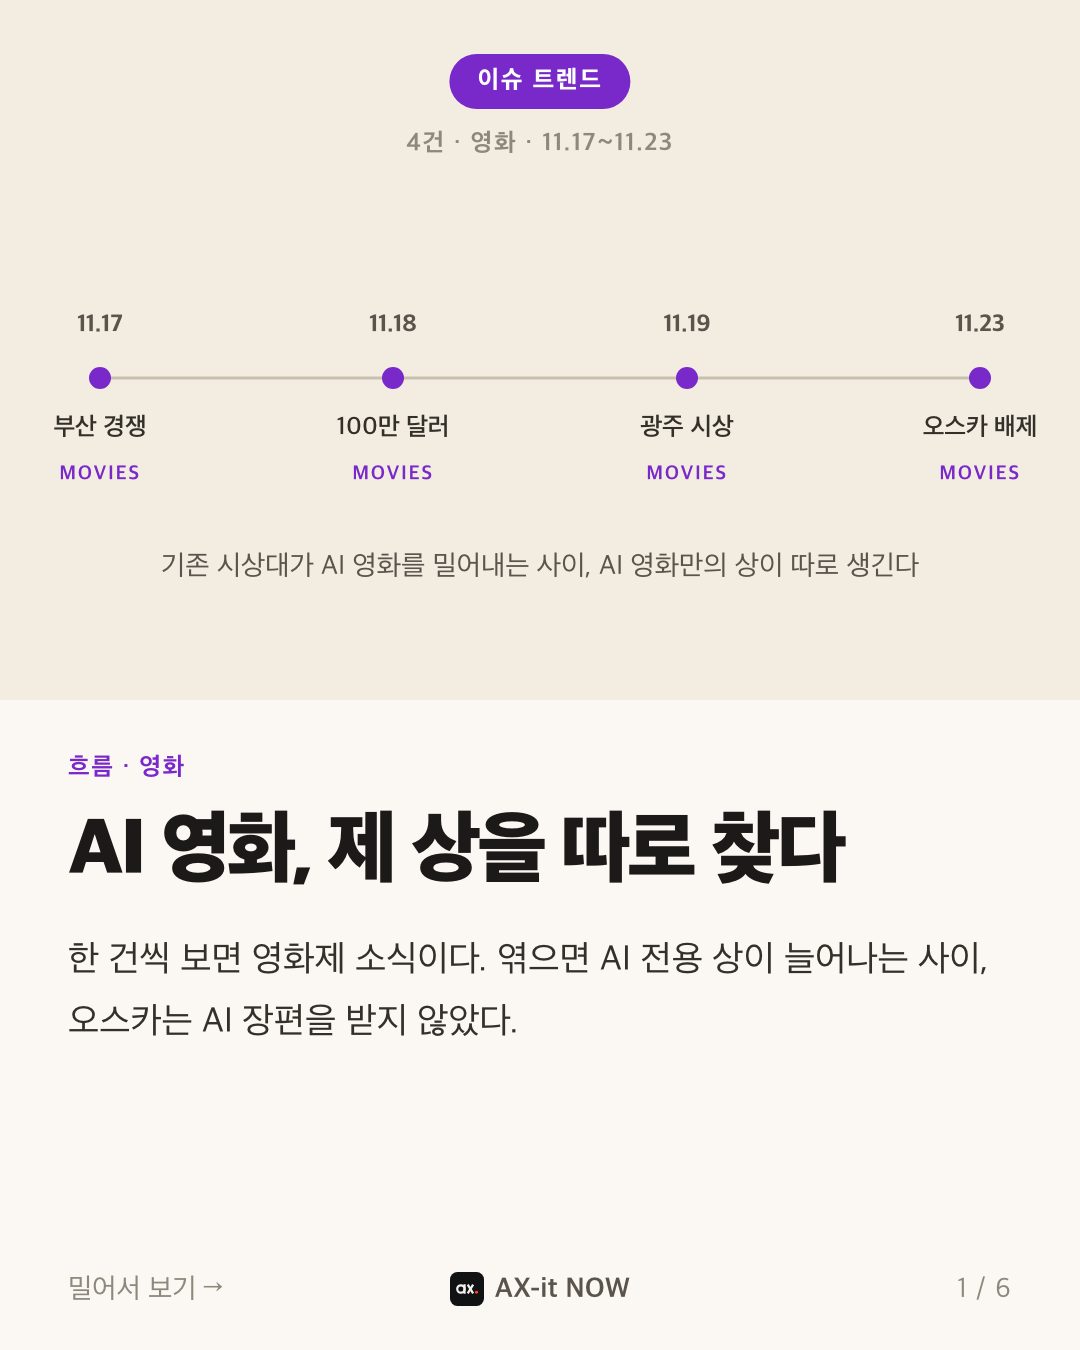 이슈 트렌드
4건 · 영화 · 11.17~11.23
11.17 11.18 11.19 11.23
부산 경쟁 100만 달러 광주 시상 오스카 배제
MOVIES MOVIES MOVIES MOVIES
기존 시상대가 AI 영화를 밀어내는 사이, AI 영화만의 상이 따로 생긴다
흐름 · 영화
AI 영화, 제 상을 따로 찾다
한 건씩 보면 영화제 소식이다. 엮으면 AI 전용 상이 늘어나는 사이,
오스카는 AI 장편을 받지 않았다.
밀어서 보기 → ax. AX-it NOW 1 / 6